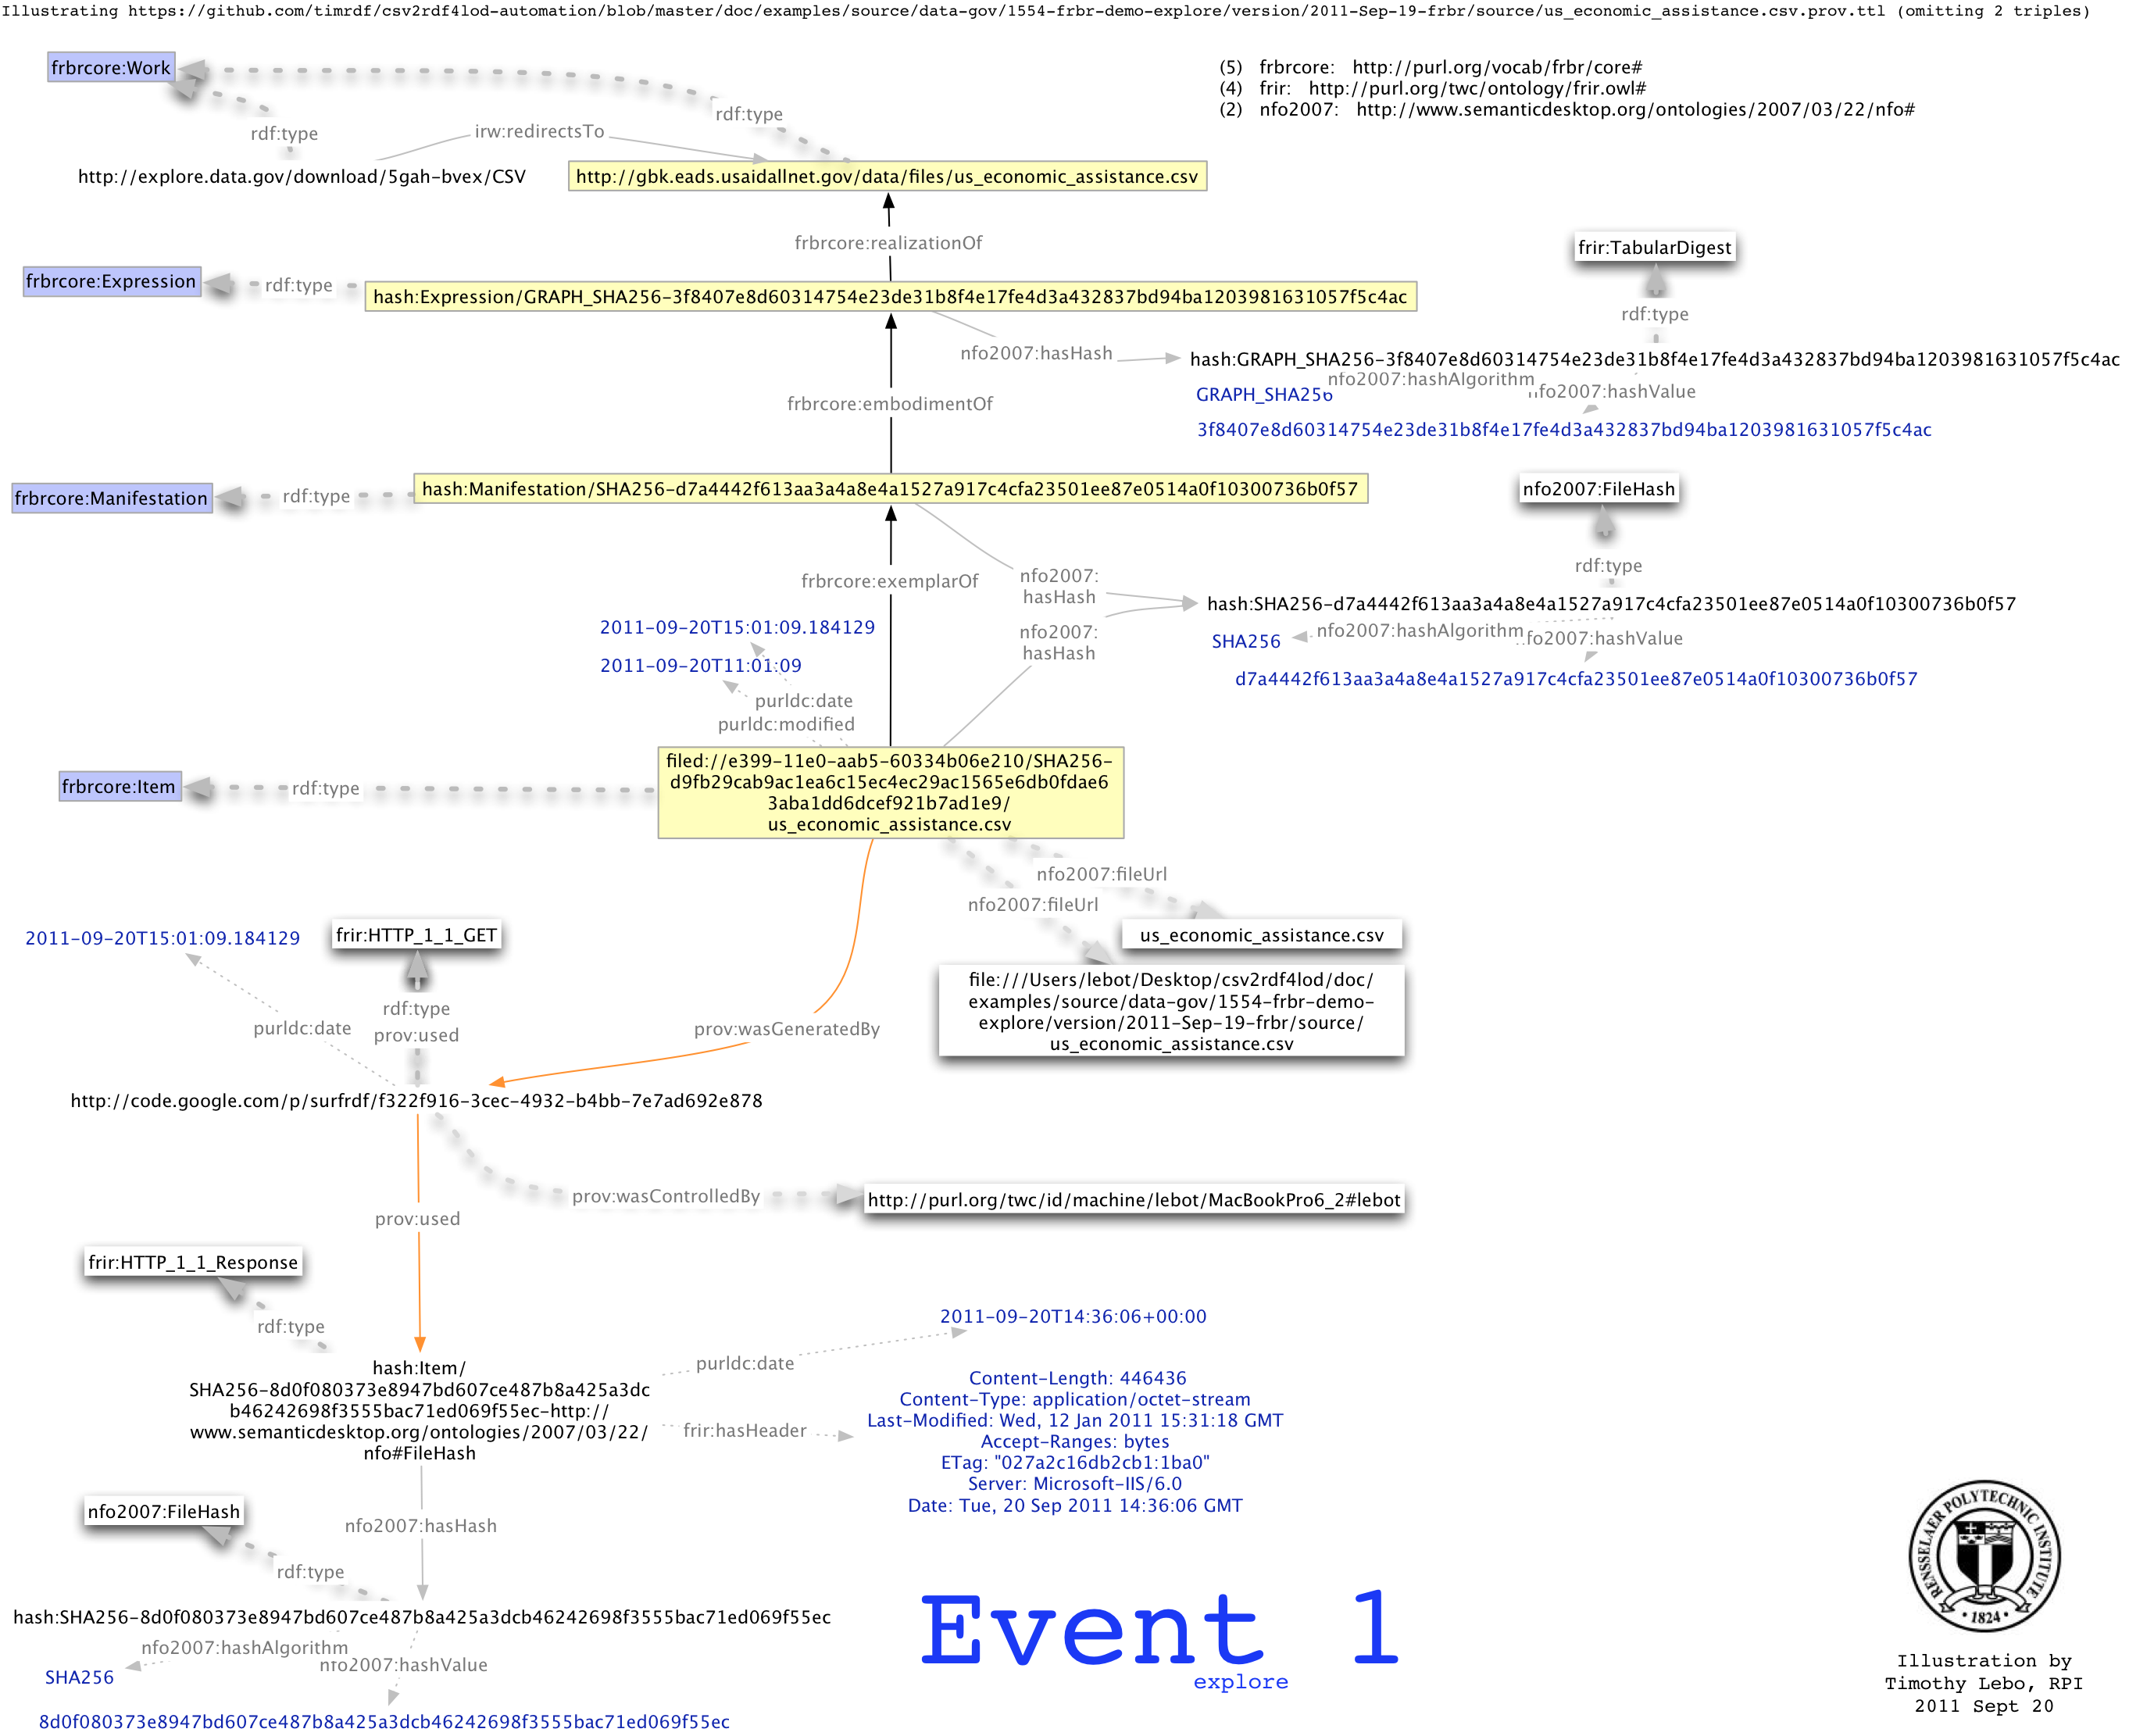 Illustrating https://github.com/timrdf/csv2rdf4lod-automation/blob/master/doc/examples/source/data-gov/1554-frbr-demo-explore/version/2011-Sep-19-frbr/source/us_economic_assistance.csv.prov.ttl (omitting 2 triples)
frbrcore:Work
(5) frbrcore: http://purl.org/vocab/frbr/core#
(4) frir: http://purl.org/twc/ontology/frir.owl#
(2) nfo2007: http://www.semanticdesktop.org/ontologies/2007/03/22/nfo#
rdf:type
rdf:type
irw:redirectsTo
http://explore.data.gov/download/5gah-bvex/CSV
http://gbk.eads.usaidallnet.gov/data/files/us_economic_assistance.csv
frbrcore:realizationOf
frir:TabularDigest
frbrcore:Expression
rdf:type
hash:Expression/GRAPH_SHA256-3f8407e8d60314754e23de31b8f4e17fe4d3a432837bd94ba1203981631057f5c4ac
rdf:type
nfo2007:hasHash
hash:GRAPH_SHA256-3f8407e8d60314754e23de31b8f4e17fe4d3a432837bd94ba1203981631057f5c4ac
nfo2007:hashAlgorithm
nfo2007:hashValue
GRAPH_SHA256
frbrcore:embodimentOf
3f8407e8d60314754e23de31b8f4e17fe4d3a432837bd94ba1203981631057f5c4ac
frbrcore:Manifestation
rdf:type
hash:Manifestation/SHA256-d7a4442f613aa3a4a8e4a1527a917c4cfa23501ee87e0514a0f10300736b0f57
nfo2007:FileHash
rdf:type
frbrcore:exemplarOf
nfo2007:
hasHash
hash:SHA256-d7a4442f613aa3a4a8e4a1527a917c4cfa23501ee87e0514a0f10300736b0f57
2011-09-20T15:01:09.184129
nfo2007:
hasHash
nfo2007:hashAlgorithm
nfo2007:hashValue
SHA256
2011-09-20T11:01:09
d7a4442f613aa3a4a8e4a1527a917c4cfa23501ee87e0514a0f10300736b0f57
purldc:date
purldc:modified
frbrcore:Item
rdf:type
filed://e399-11e0-aab5-60334b06e210/SHA256-
d9fb29cab9ac1ea6c15ec4ec29ac1565e6db0fdae6
3aba1dd6dcef921b7ad1e9/
us_economic_assistance.csv
nfo2007:fileUrl
nfo2007:fileUrl
2011-09-20T15:01:09.184129
frir:HTTP_1_1_GET
us_economic_assistance.csv
file:///Users/lebot/Desktop/csv2rdf4lod/doc/
examples/source/data-gov/1554-frbr-demo-
explore/version/2011-Sep-19-frbr/source/
us_economic_assistance.csv
rdf:type
purldc:date
prov:used
prov:wasGeneratedBy
http://code.google.com/p/surfrdf/f322f916-3cec-4932-b4bb-7e7ad692e878
prov:wasControlledBy
http://purl.org/twc/id/machine/lebot/MacBookPro6_2#lebot
prov:used
frir:HTTP_1_1_Response
rdf:type
2011-09-20T14:36:06+00:00
purldc:date
hash:Item/
SHA256-8d0f080373e8947bd607ce487b8a425a3dc
b46242698f3555bac71ed069f55ec-http://
www.semanticdesktop.org/ontologies/2007/03/22/
nfo#FileHash
frir:hasHeader
Content-Length: 446436
Content-Type: application/octet-stream
Last-Modified: Wed, 12 Jan 2011 15:31:18 GMT
Accept-Ranges: bytes
ETag: "027a2c16db2cb1:1ba0"
Server: Microsoft-IIS/6.0
Date: Tue, 20 Sep 2011 14:36:06 GMT
nfo2007:FileHash
nfo2007:hasHash
rdf:type
hash:SHA256-8d0f080373e8947bd607ce487b8a425a3dcb46242698f3555bac71ed069f55ec
nfo2007:hashAlgorithm
nfo2007:hashValue
SHA256
8d0f080373e8947bd607ce487b8a425a3dcb46242698f3555bac71ed069f55ec
Event 1
explore
RENSSELAER POLYTECHNIC INSTITUTE
1824
Illustration by
Timothy Lebo, RPI
2011 Sept 20